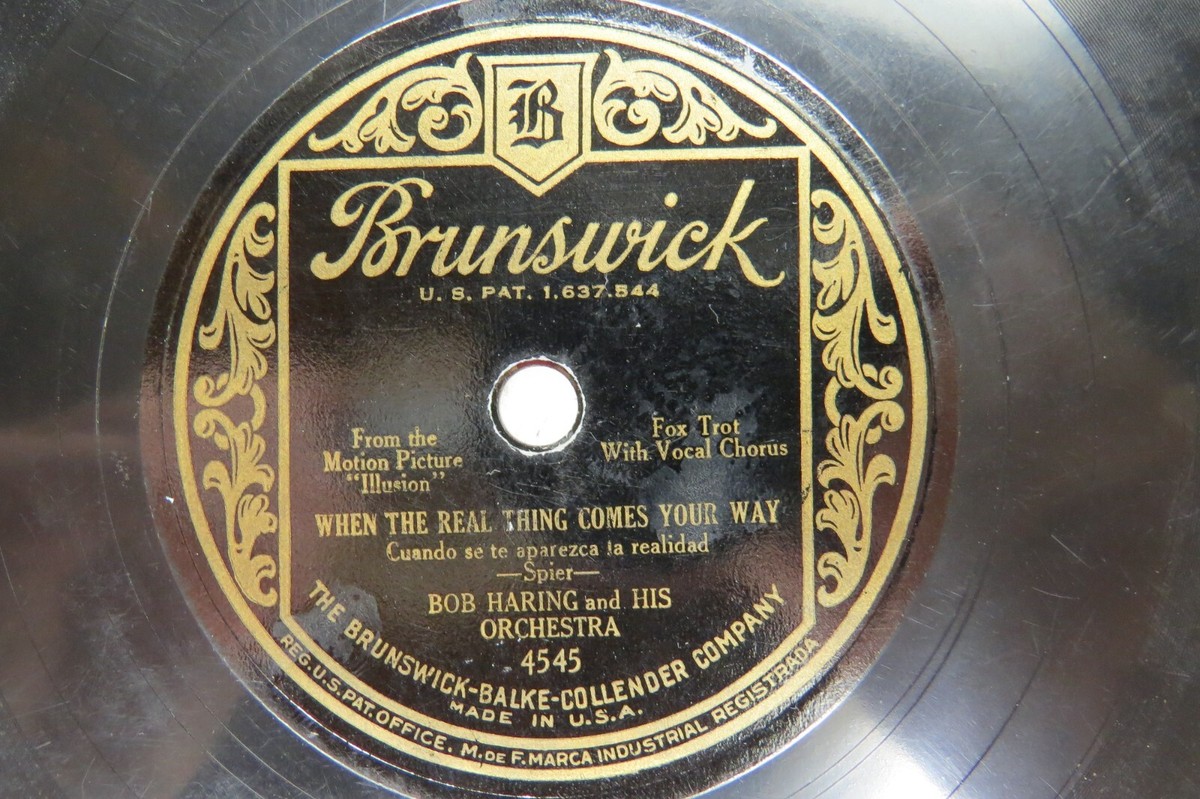 B
Brunswick
U. S. PAT. 1,637,544
From the
Motion Picture
"Illusion"
Fox Trot
With Vocal Chorus
WHEN THE REAL THING COMES YOUR WAY
Cuando se te aparezca la realidad
—Spier—
BOB HARING and HIS
ORCHESTRA
4545
THE BRUNSWICK-BALKE-COLLENDER COMPANY
MADE IN U.S.A.
REG. U.S. PAT. OFFICE. M. DE F. MARCA INDUSTRIAL REGISTRADA